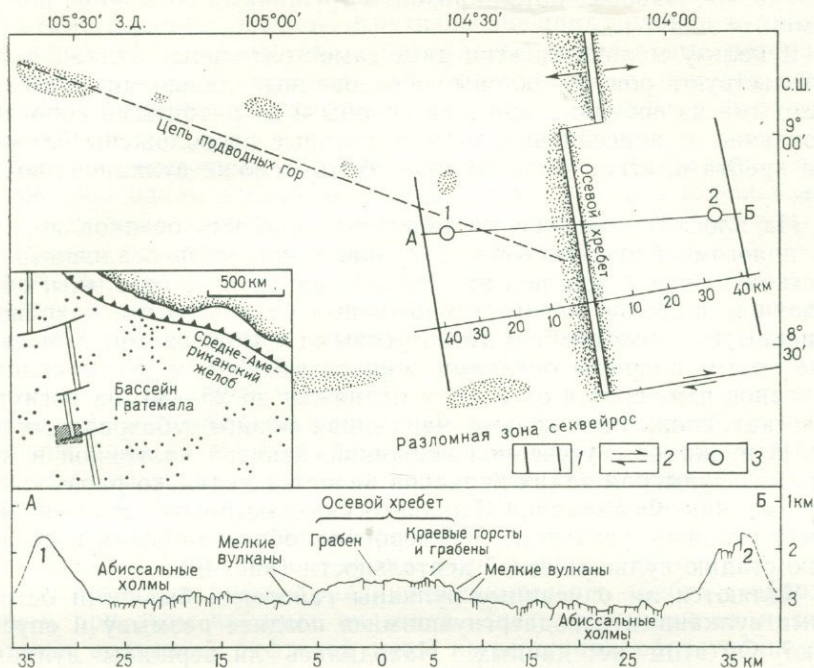 105°30' З.Д. 105°00' 104°30' 104°00'
С.Ш.
9°
00'
Цепь подводных гор
Осевой хребет
1
2
А
Б
40 30 20 10 0 10 20 30 40 км
8°
30'
500 км
Средне-Аме-
риканский
желоб
Бассейн
Гватемала
Разломная зона секвейрос
1 2 3
А
Б
Осевой хребет
1 км
2
3
1
2
Мелкие
вулканы
Грабен
Краевые горсты
и грабены
Абиссальные
холмы
Мелкие вулканы
Абиссальные
холмы
35 25 15 5 0 5 15 25 35 км